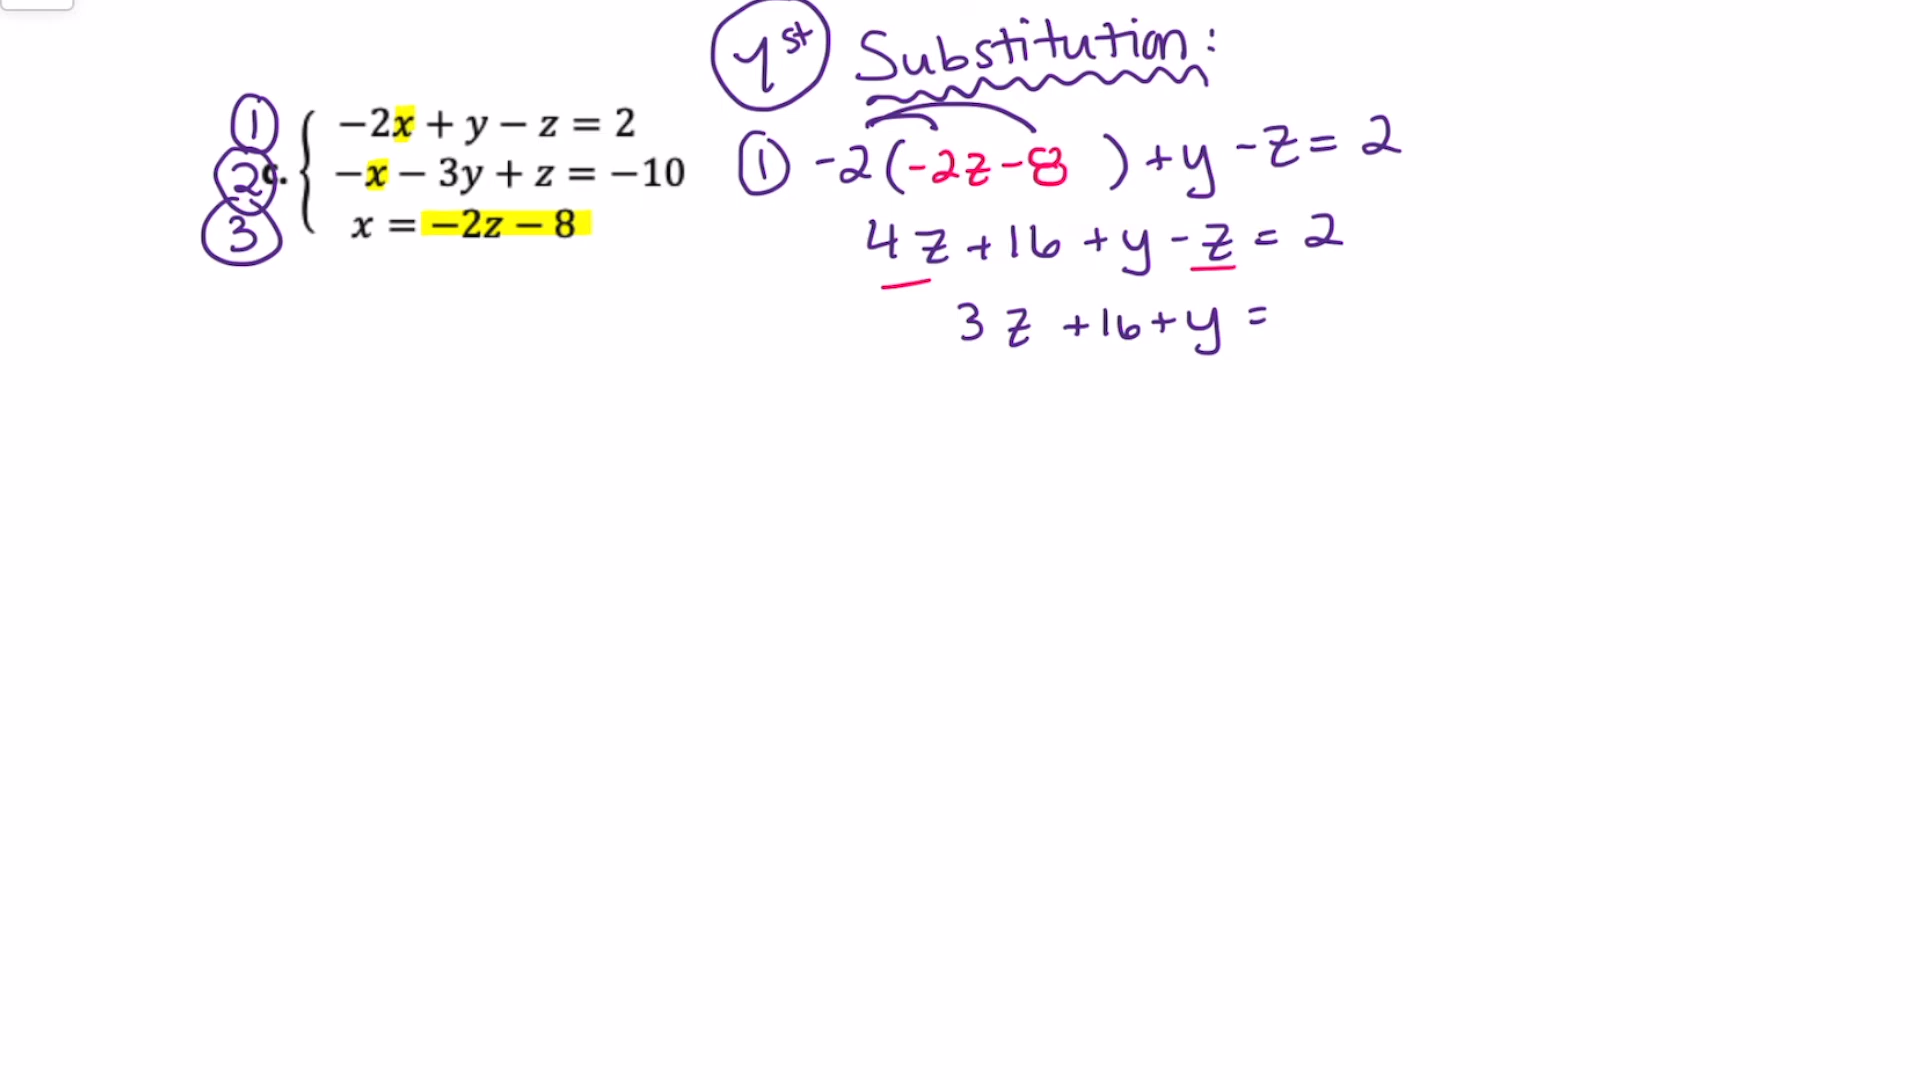 1st Substitution:
① −2x + y − z = 2
② c. −x − 3y + z = −10
③ x = −2z − 8
① -2(-2z-8 ) + y - z = 2
4z + 16 + y - z = 2
3z + 16 + y =